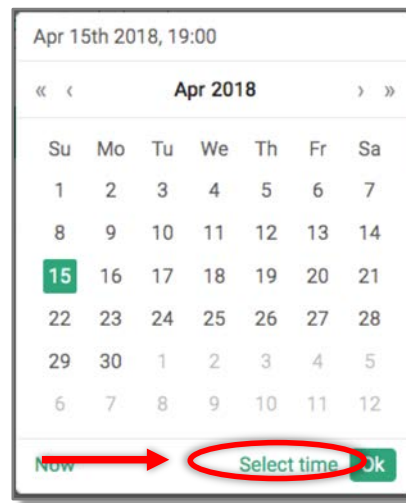 Apr 15th 2018, 19:00
« ‹ Apr 2018 › »
Su Mo Tu We Th Fr Sa
1 2 3 4 5 6 7
8 9 10 11 12 13 14
15 16 17 18 19 20 21
22 23 24 25 26 27 28
29 30 1 2 3 4 5
6 7 8 9 10 11 12
Now Select time Ok